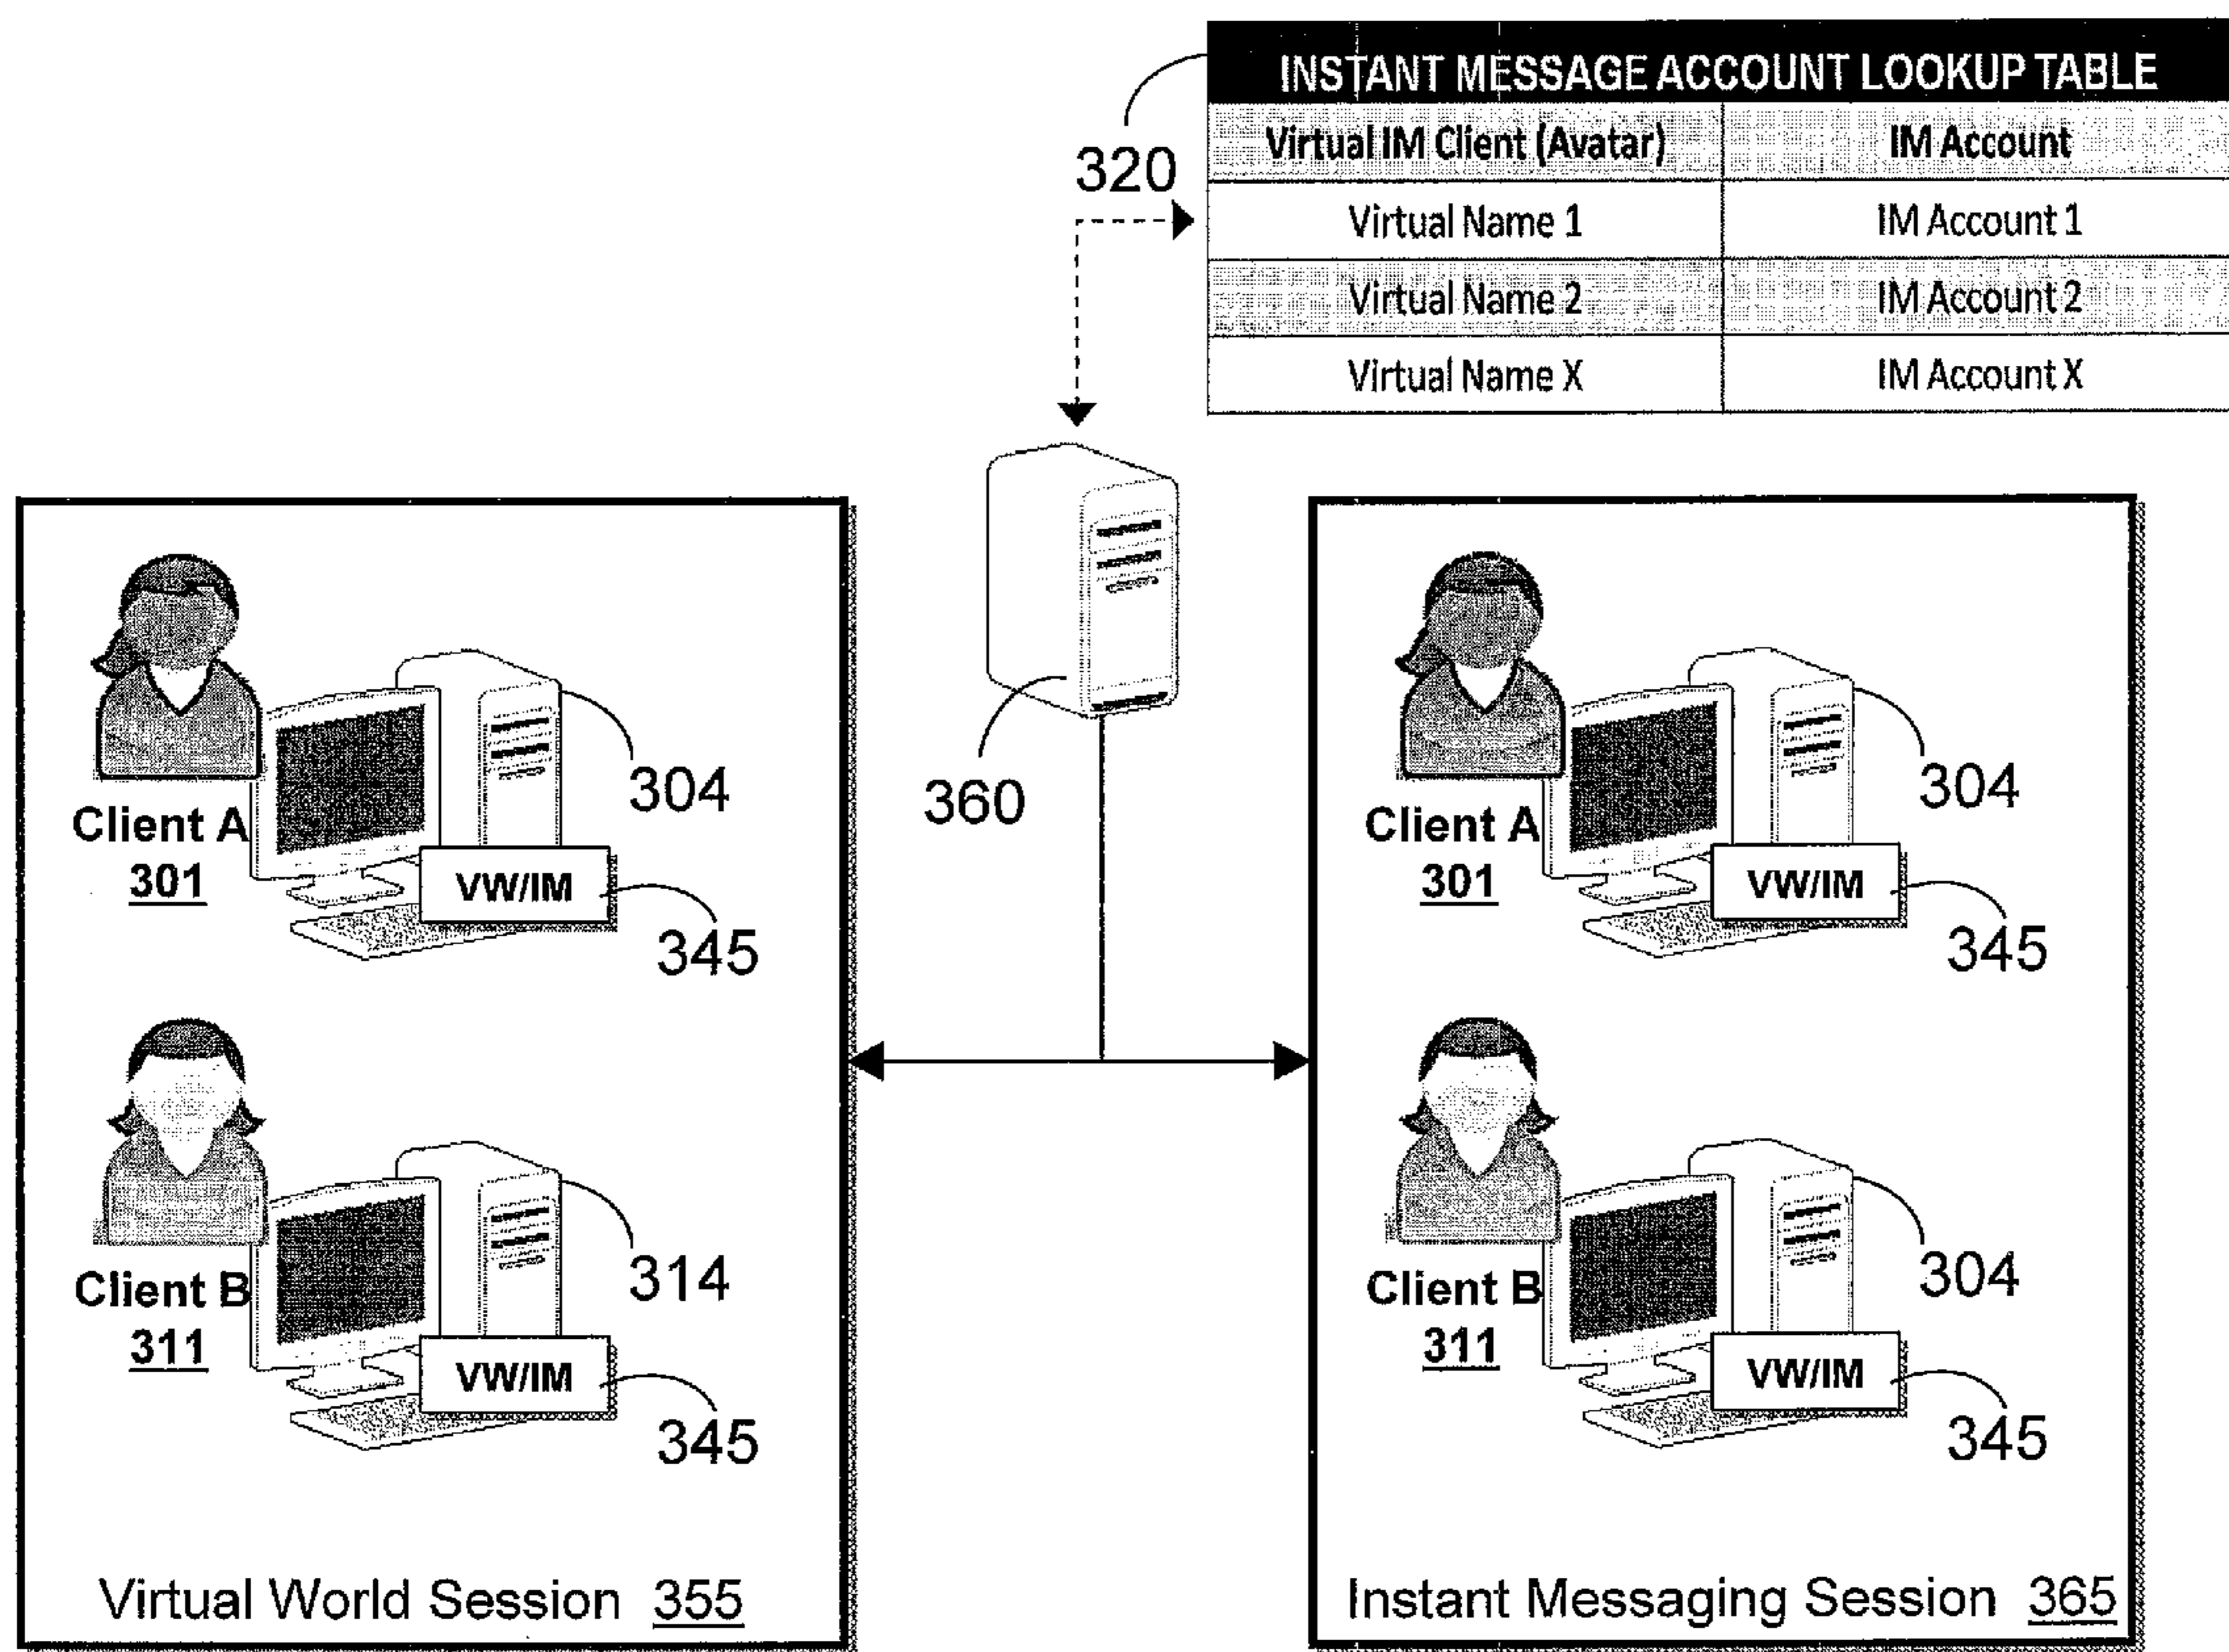 INSTANT MESSAGE ACCOUNT LOOKUP TABLE
Virtual IM Client (Avatar) IM Account
Virtual Name 1 IM Account 1
Virtual Name 2 IM Account 2
Virtual Name X IM Account X
320
360
Client A
301
304
VW/IM
345
Client B
311
314
VW/IM
345
Virtual World Session 355
Client A
301
304
VW/IM
345
Client B
311
304
VW/IM
345
Instant Messaging Session 365